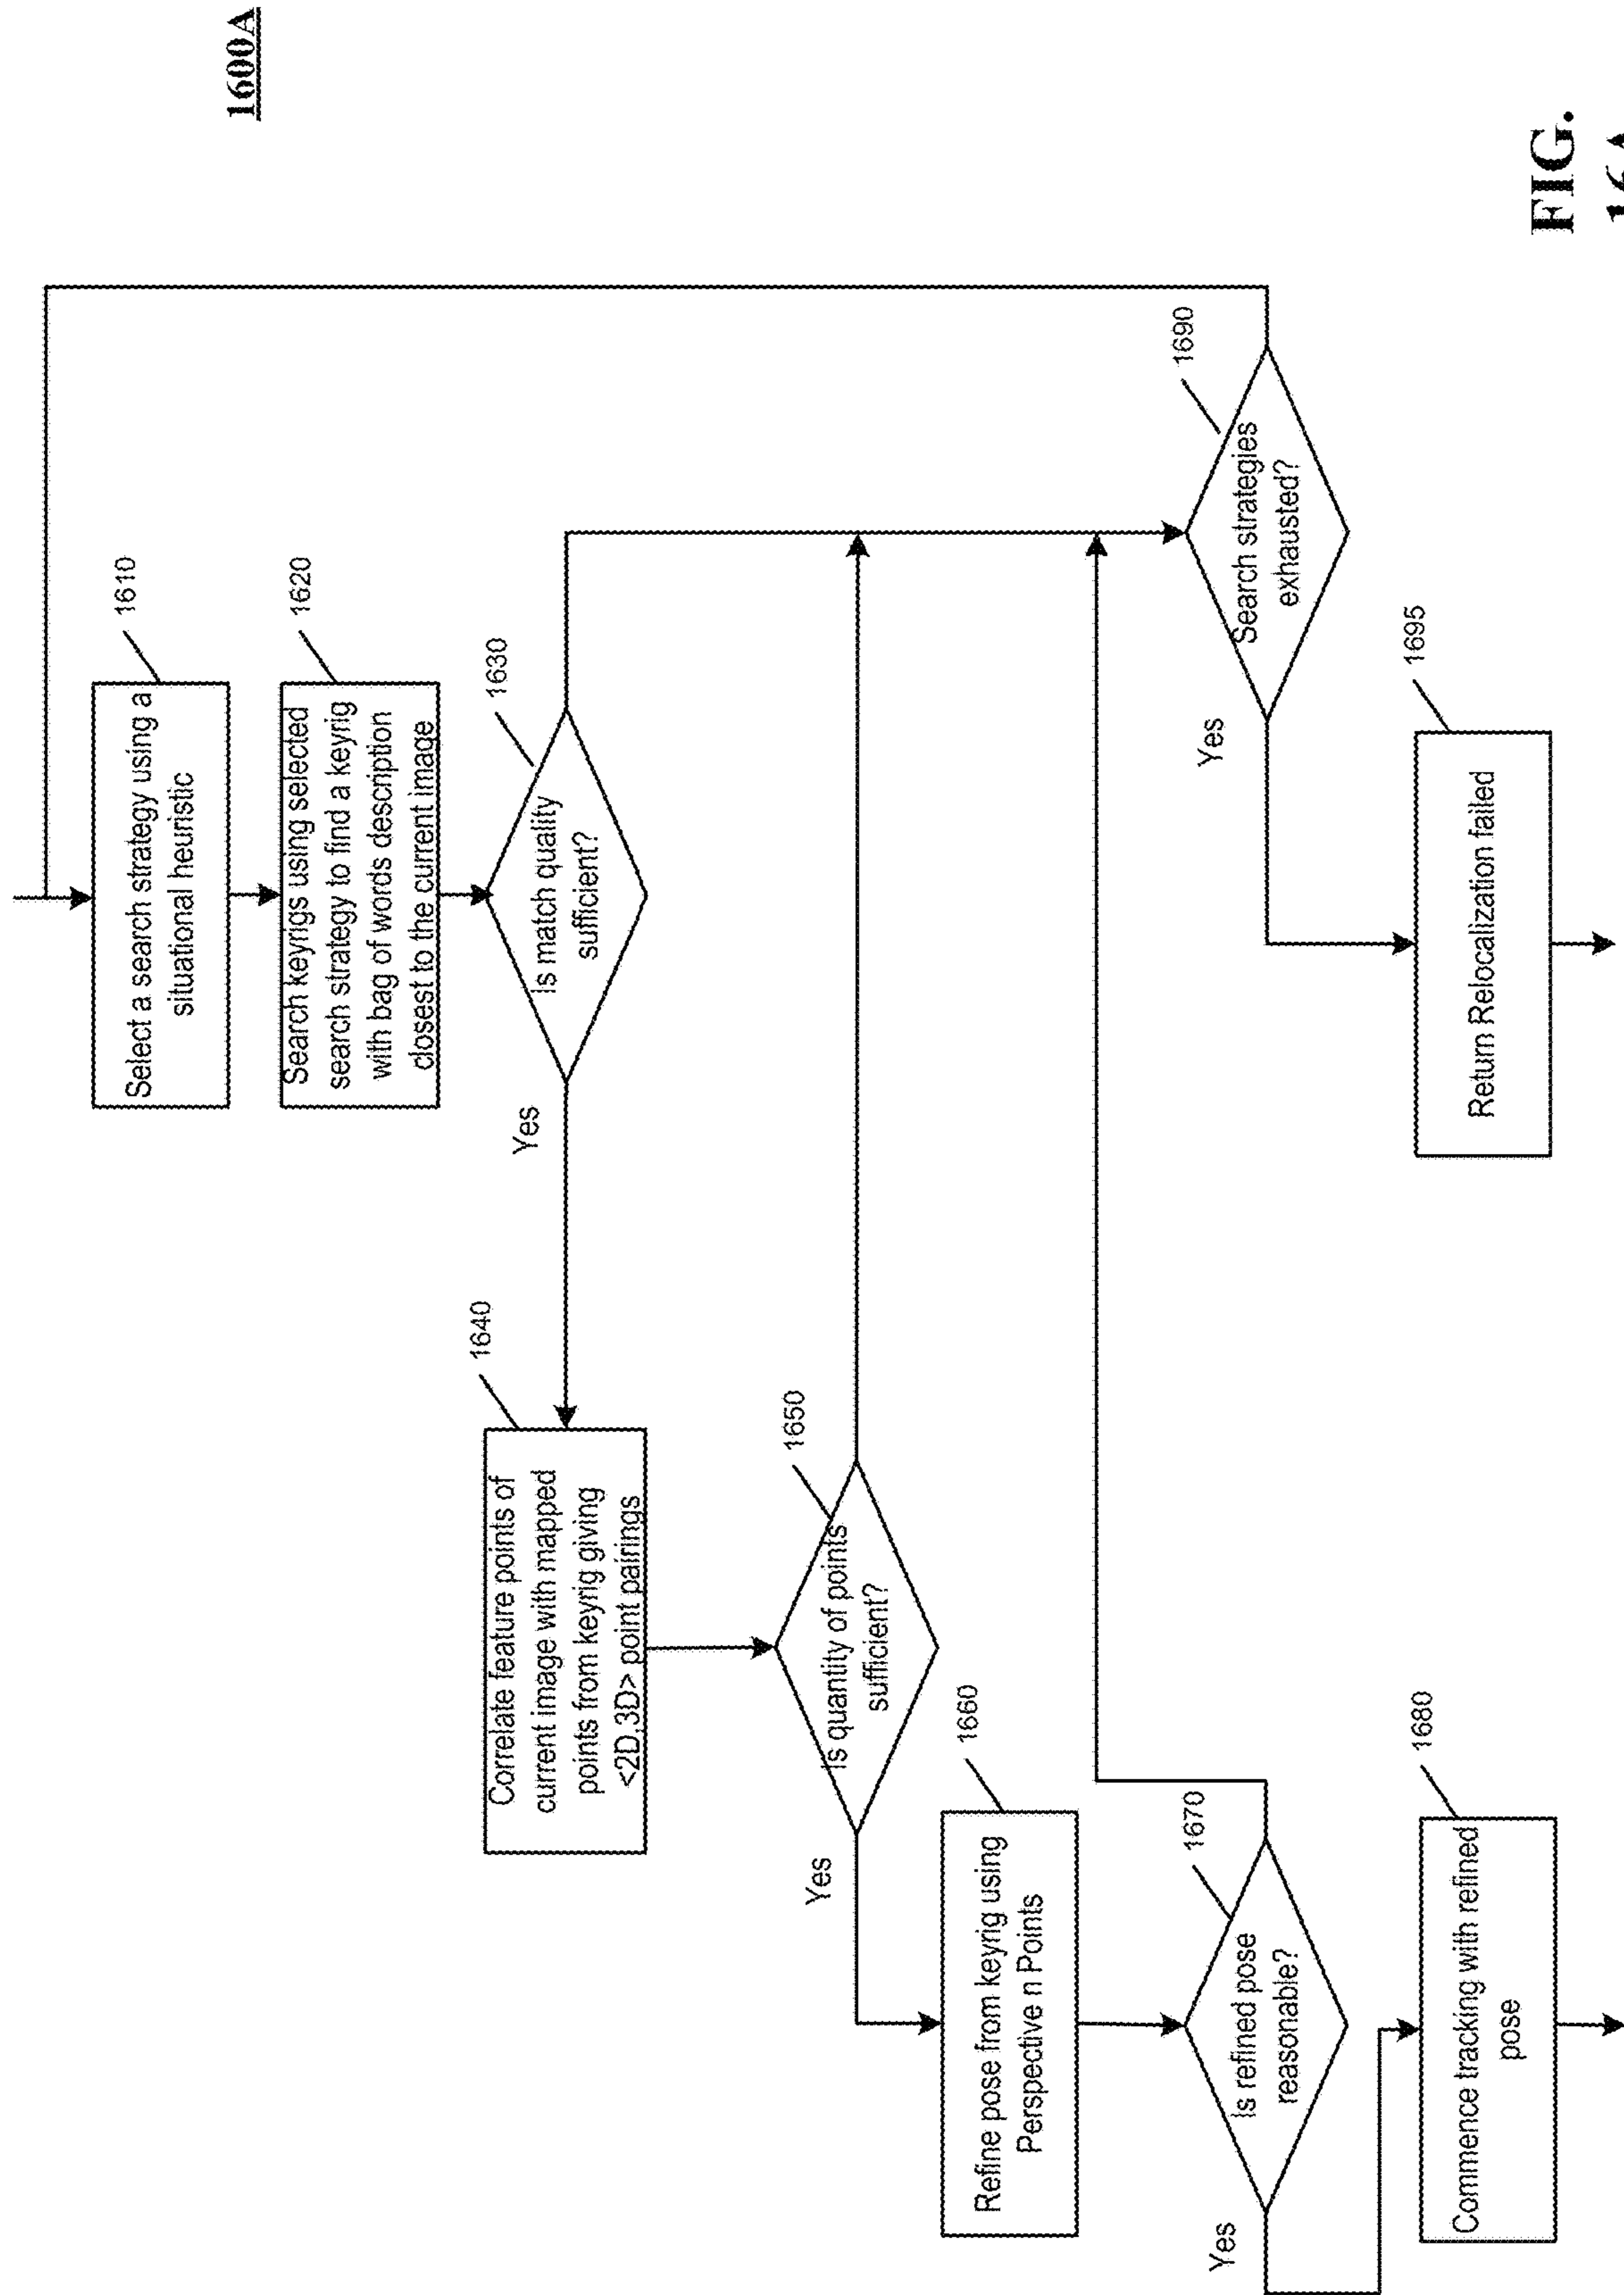 1600A
Select a search strategy using a
situational heuristic
1610
Search keyrigs using selected
search strategy to find a keyrig
with bag of words description
closest to the current image
1620
Is match quality
sufficient?
1630
Yes
Correlate feature points of
current image with mapped
points from keyrig giving
<2D,3D> point pairings
1640
Is quantity of points
sufficient?
1650
Yes
Refine pose from keyrig using
Perspective n Points
1660
Is refined pose
reasonable?
1670
Yes
Commence tracking with refined
pose
1680
Search strategies
exhausted?
1690
Yes
Return Relocalization failed
1695
FIG.
16A